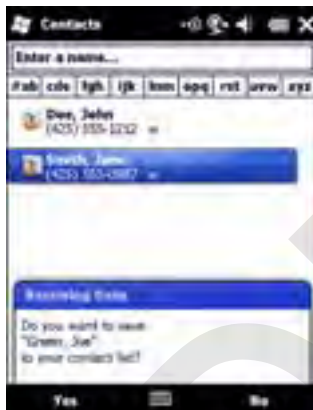 Contacts
Enter a name...
#ab cde fgh ijk lmn opq rst uvw xyz
Doe, John
(425) 555-1212 w
Smith, Jane
(425) w
Receiving Data
Do you want to save
"Green, Joe"
to your contact list?
Yes No